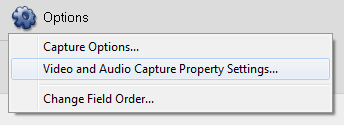 Options
Capture Options...
Video and Audio Capture Property Settings...
Change Field Order...